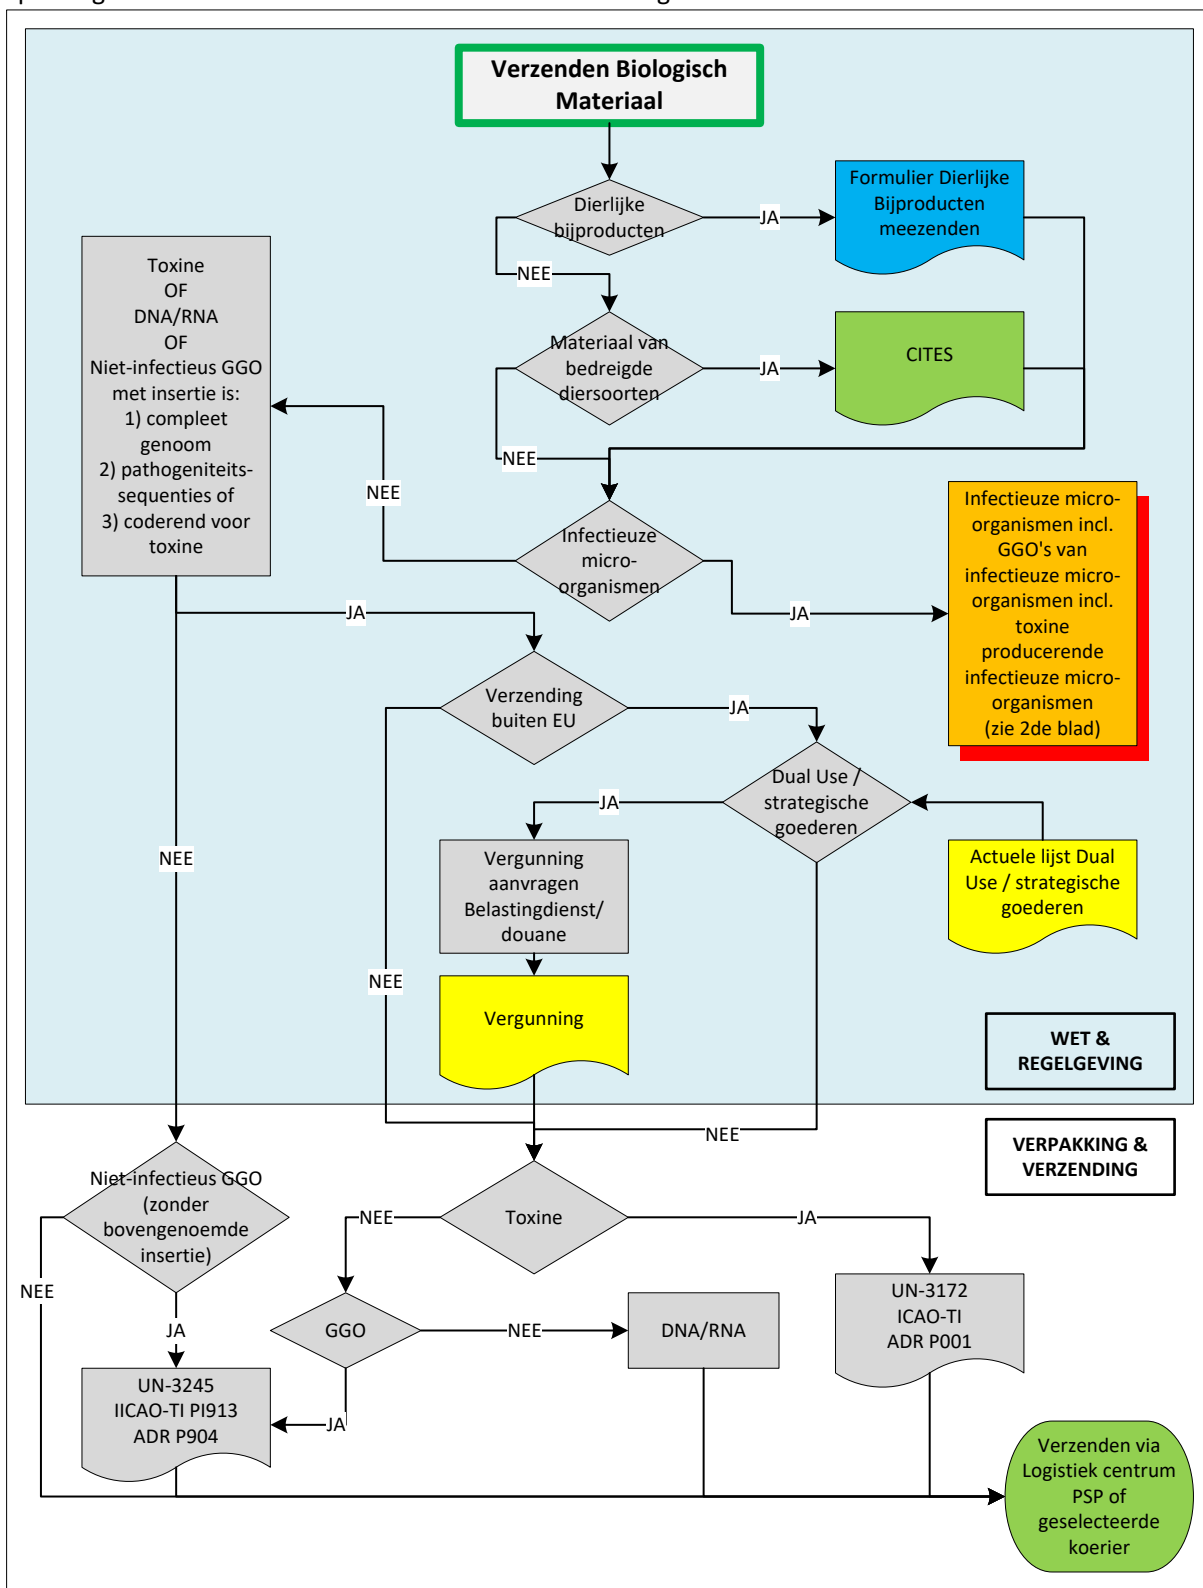 Verzenden Biologisch
Materiaal
Dierlijke
bijproducten
JA
Formulier Dierlijke
Bijproducten
meezenden
NEE
Materiaal van
bedreigde
diersoorten
JA
CITES
NEE
Toxine
OF
DNA/RNA
OF
Niet-infectieus GGO
met insertie is:
1) compleet
genoom
2) pathogeniteits-
sequenties of
3) coderend voor
toxine
NEE
Infectieuze
micro-
organismen
JA
Infectieuze micro-
organismen incl.
GGO's van
infectieuze micro-
organismen incl.
toxine
producerende
infectieuze micro-
organismen
(zie 2de blad)
JA
Verzending
buiten EU
JA
Dual Use /
strategische
goederen
JA
Vergunning
aanvragen
Belastingdienst/
douane
Actuele lijst Dual
Use / strategische
goederen
NEE
NEE
Vergunning
WET &
REGELGEVING
NEE
VERPAKKING &
VERZENDING
Niet-infectieus GGO
(zonder
bovengenoemde
insertie)
NEE
Toxine
JA
NEE
JA
GGO
NEE
DNA/RNA
UN-3172
ICAO-TI
ADR P001
UN-3245
IICAO-TI PI913
ADR P904
JA
Verzenden via
Logistiek centrum
PSP of
geselecteerde
koerier